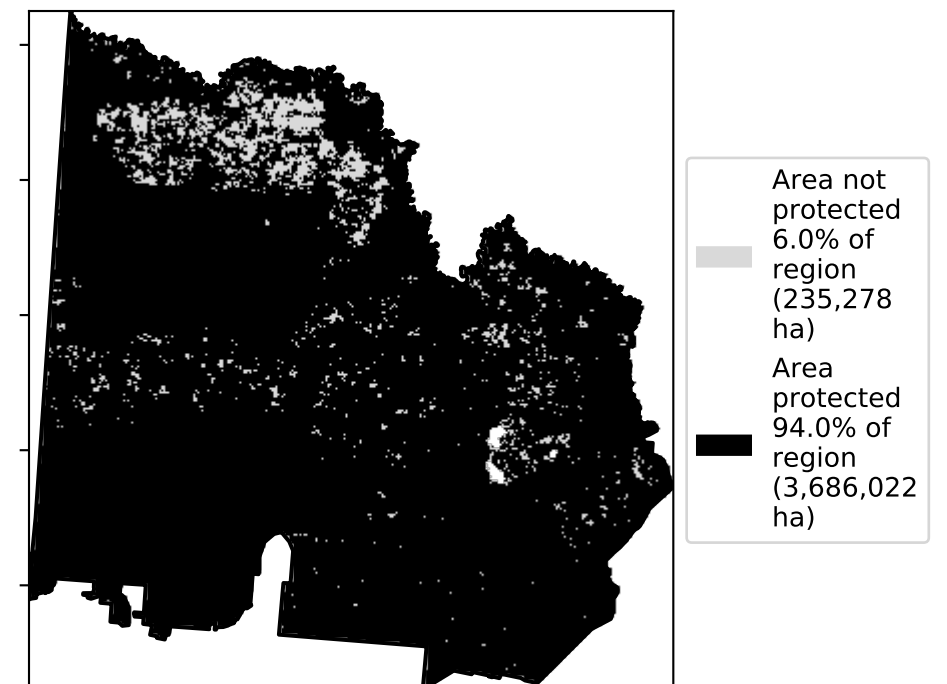 Area not
protected
6.0% of
region
(235,278
ha)
Area
protected
94.0% of
region
(3,686,022
ha)